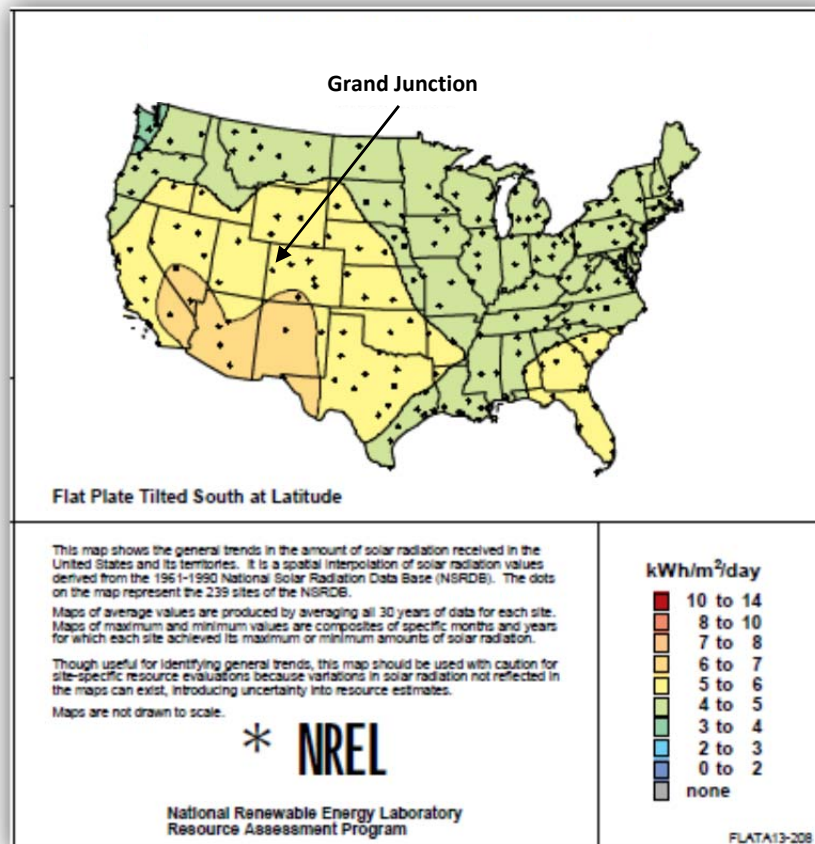 Grand Junction
Flat Plate Tilted South at Latitude
This map shows the general trends in the amount of solar radiation received in the
United States and its territories. It is a spatial interpolation of solar radiation values
derived from the 1961-1990 National Solar Radiation Data Base (NSRDB). The dots
on the map represent the 239 sites of the NSRDB.
Maps of average values are produced by averaging all 30 years of data for each site.
Maps of maximum and minimum values are composites of specific months and years
for which each site achieved its maximum or minimum amounts of solar radiation.
Though useful for identifying general trends, this map should be used with caution for
site-specific resource evaluations because variations in solar radiation not reflected in
the maps can exist, introducing uncertainty into resource estimates.
Maps are not drawn to scale.
* NREL
National Renewable Energy Laboratory
Resource Assessment Program
kWh/m²/day
10 to 14
8 to 10
7 to 8
6 to 7
5 to 6
4 to 5
3 to 4
2 to 3
0 to 2
none
FLATA13-208